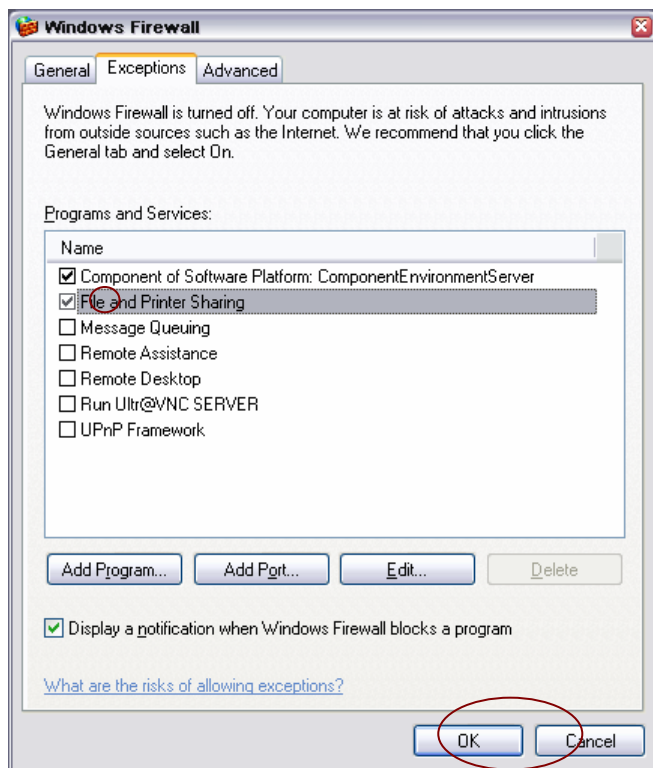 Windows Firewall
General Exceptions Advanced
Windows Firewall is turned off. Your computer is at risk of attacks and intrusions
from outside sources such as the Internet. We recommend that you click the
General tab and select On.
Programs and Services:
Name
Component of Software Platform: ComponentEnvironmentServer
File and Printer Sharing
Message Queuing
Remote Assistance
Remote Desktop
Run Ultr@VNC SERVER
UPnP Framework
Add Program... Add Port... Edit... Delete
Display a notification when Windows Firewall blocks a program
What are the risks of allowing exceptions?
OK Cancel